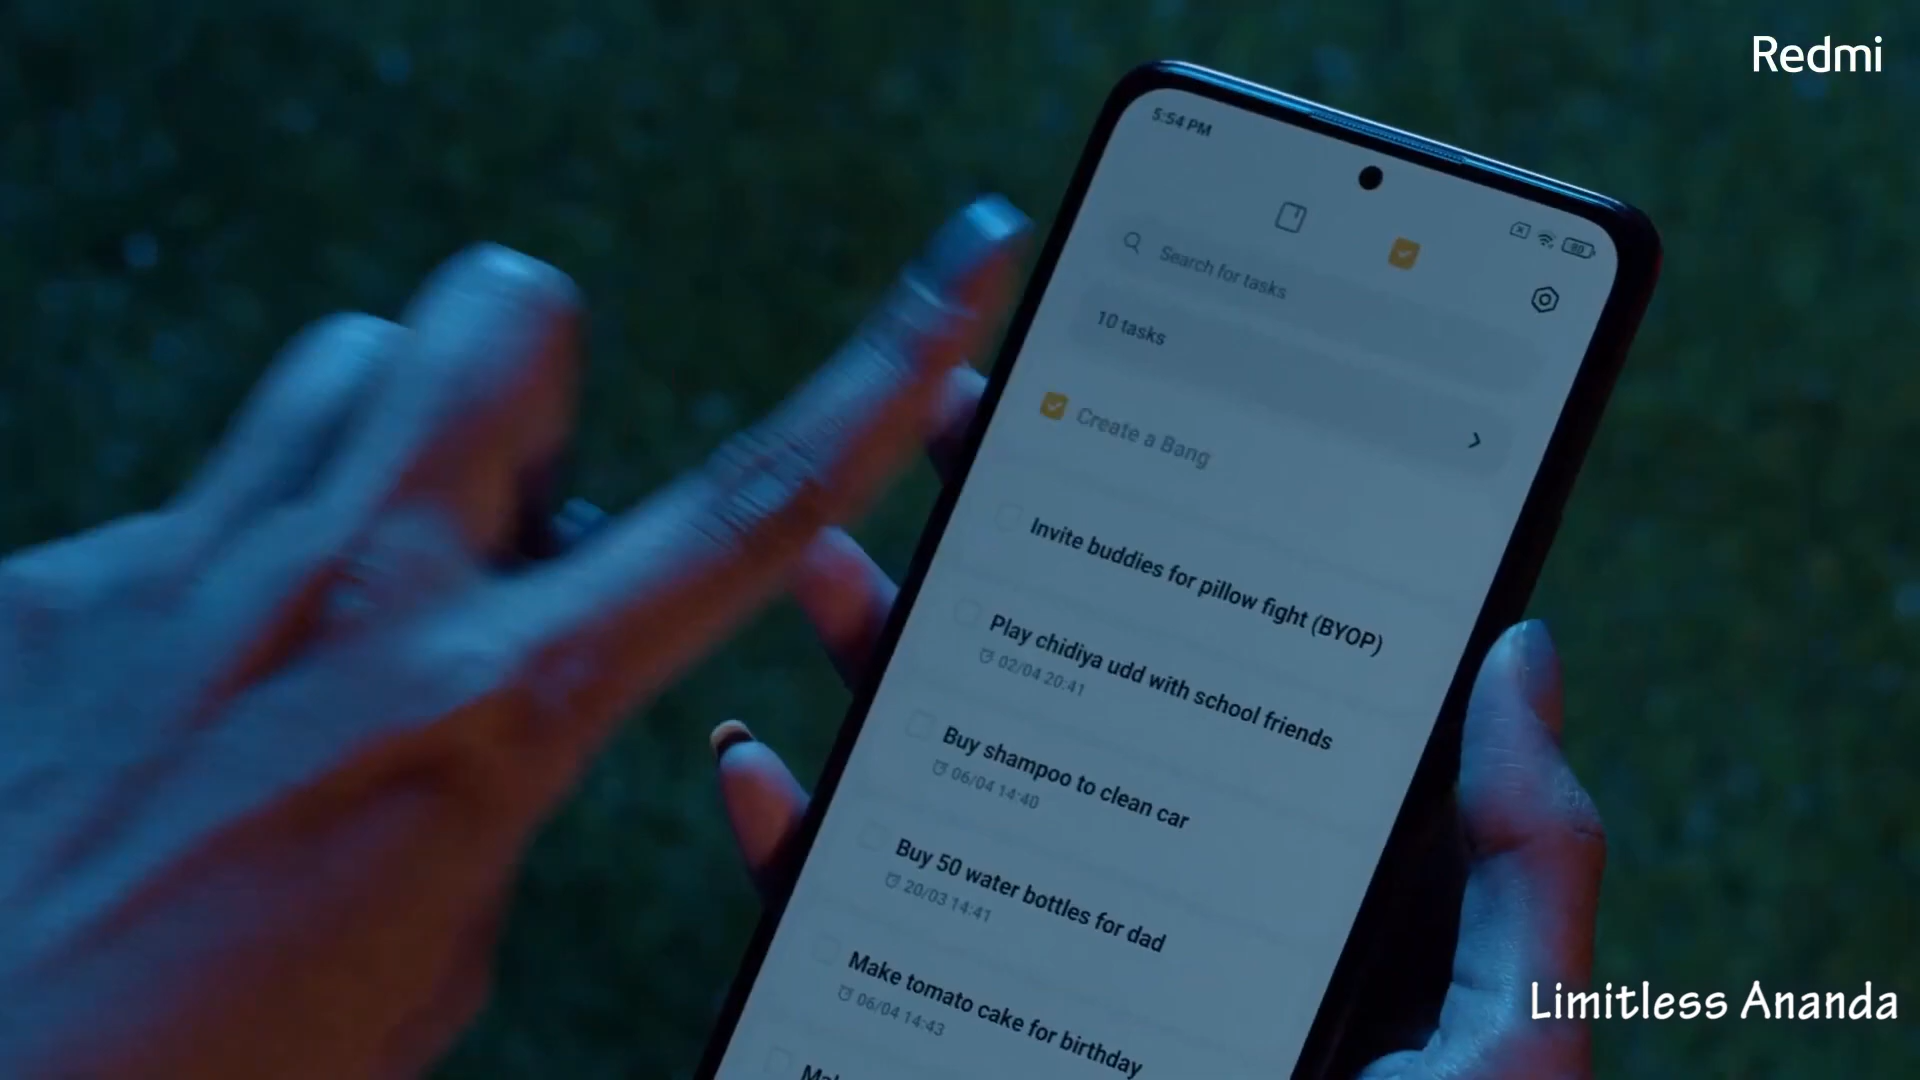 Redmi
5:54 PM
80
Search for tasks
10 tasks
Create a Bang
Invite buddies for pillow fight (BYOP)
Play chidiya udd with school friends
02/04 20:41
Buy shampoo to clean car
06/04 14:40
Buy 50 water bottles for dad
20/03 14:41
Make tomato cake for birthday
06/04 14:43
Limitless Ananda